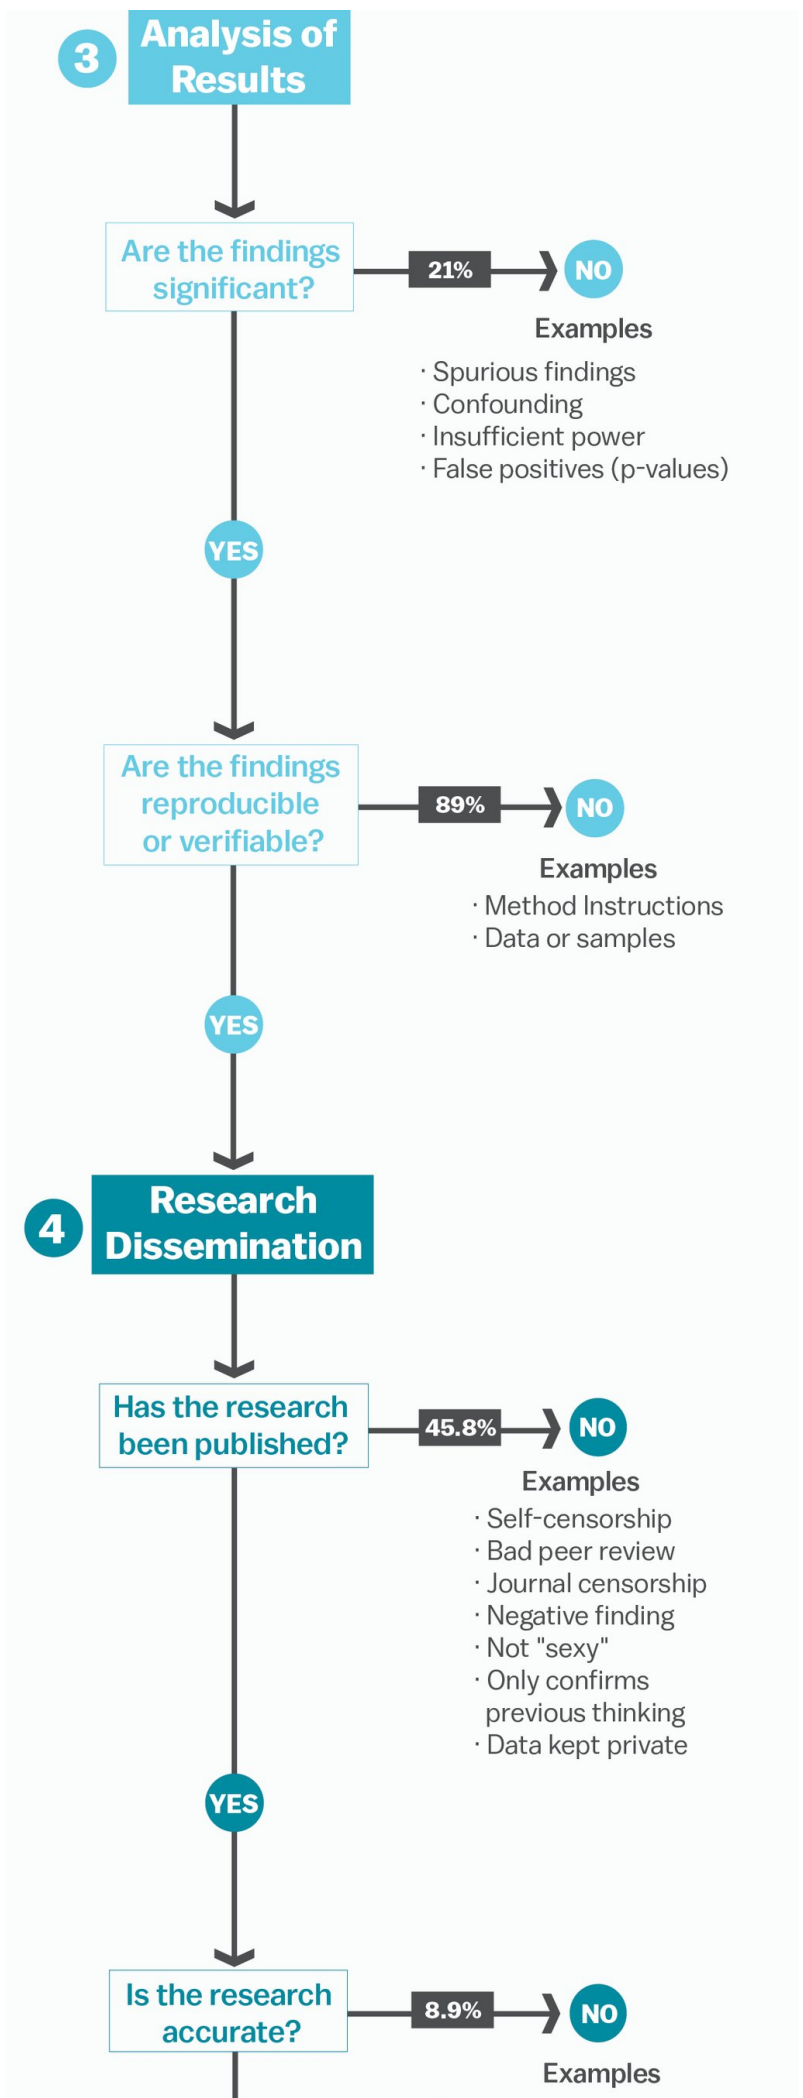 3
Analysis of
Results
Are the findings
significant?
21%
NO
Examples
· Spurious findings
· Confounding
· Insufficient power
· False positives (p-values)
YES
Are the findings
reproducible
or verifiable?
89%
NO
Examples
· Method Instructions
· Data or samples
YES
4
Research
Dissemination
Has the research
been published?
45.8%
NO
Examples
· Self-censorship
· Bad peer review
· Journal censorship
· Negative finding
· Not "sexy"
· Only confirms
previous thinking
· Data kept private
YES
Is the research
accurate?
8.9%
NO
Examples